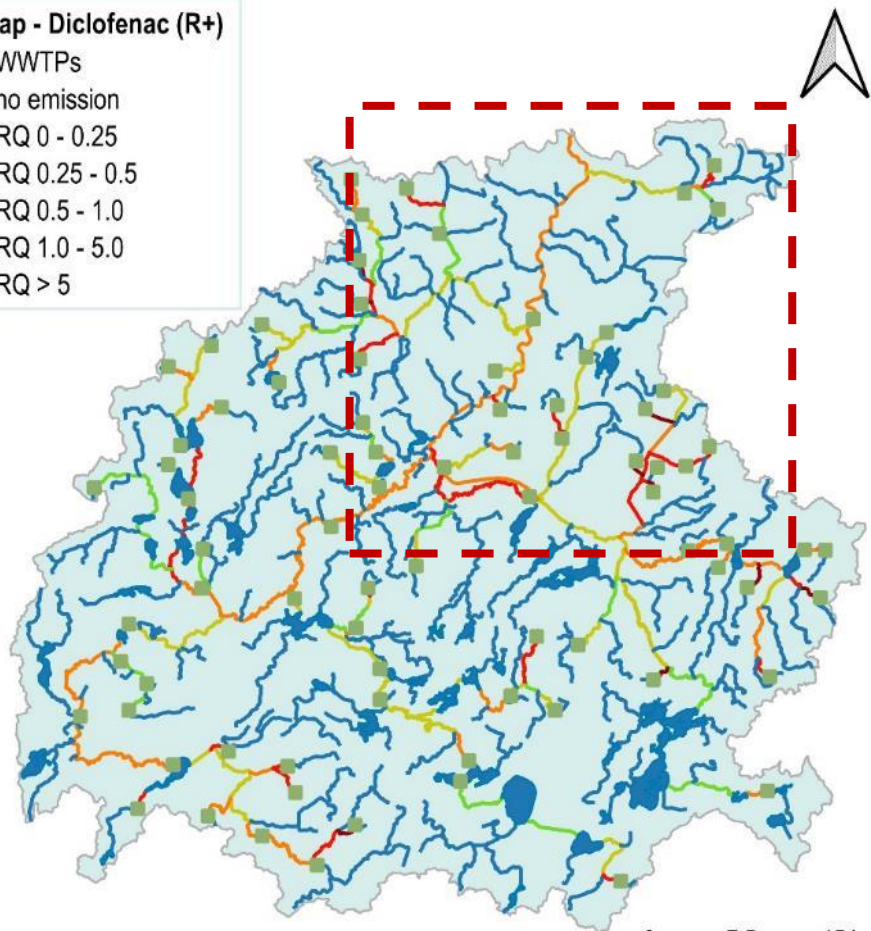 ap - Diclofenac (R+)
WWTPs
no emission
RQ 0 - 0.25
RQ 0.25 - 0.5
RQ 0.5 - 1.0
RQ 1.0 - 5.0
RQ > 5